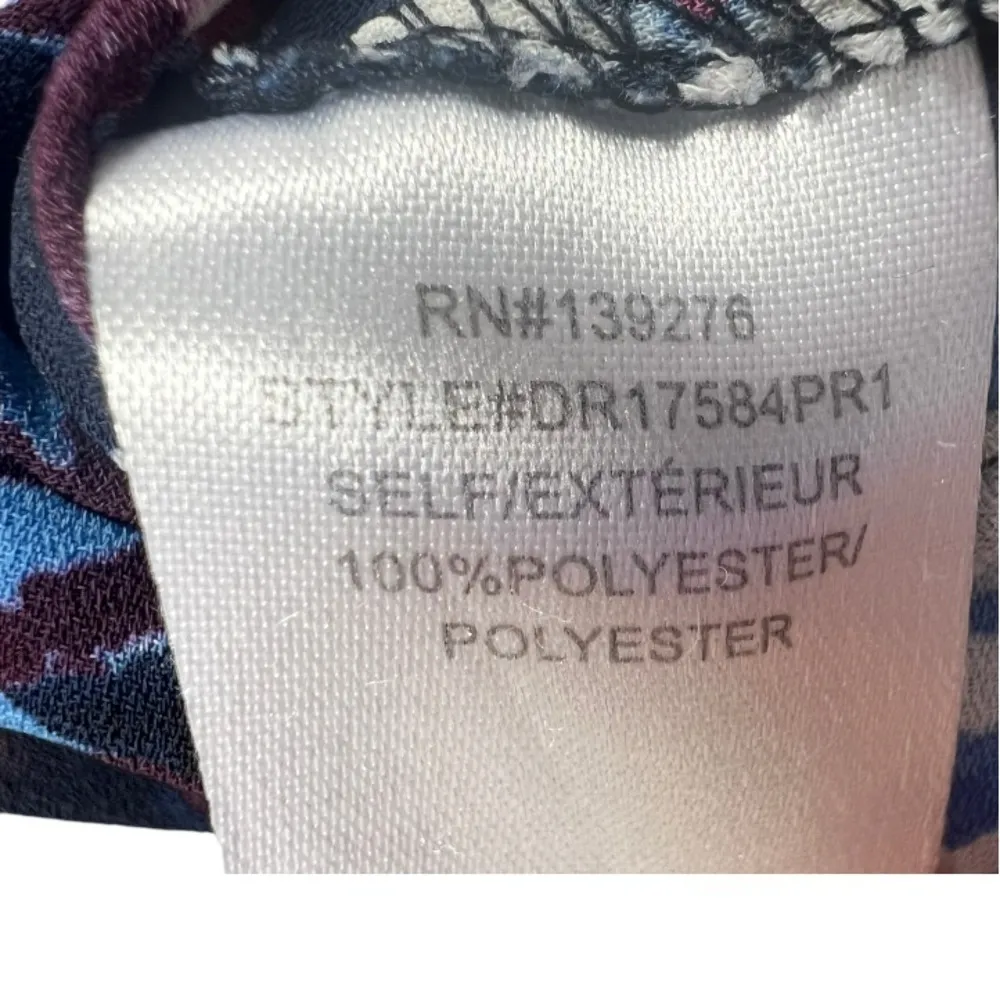 RN#139276
STYLE#DR17584PR1
SELF/EXTÉRIEUR
100%POLYESTER/
POLYESTER